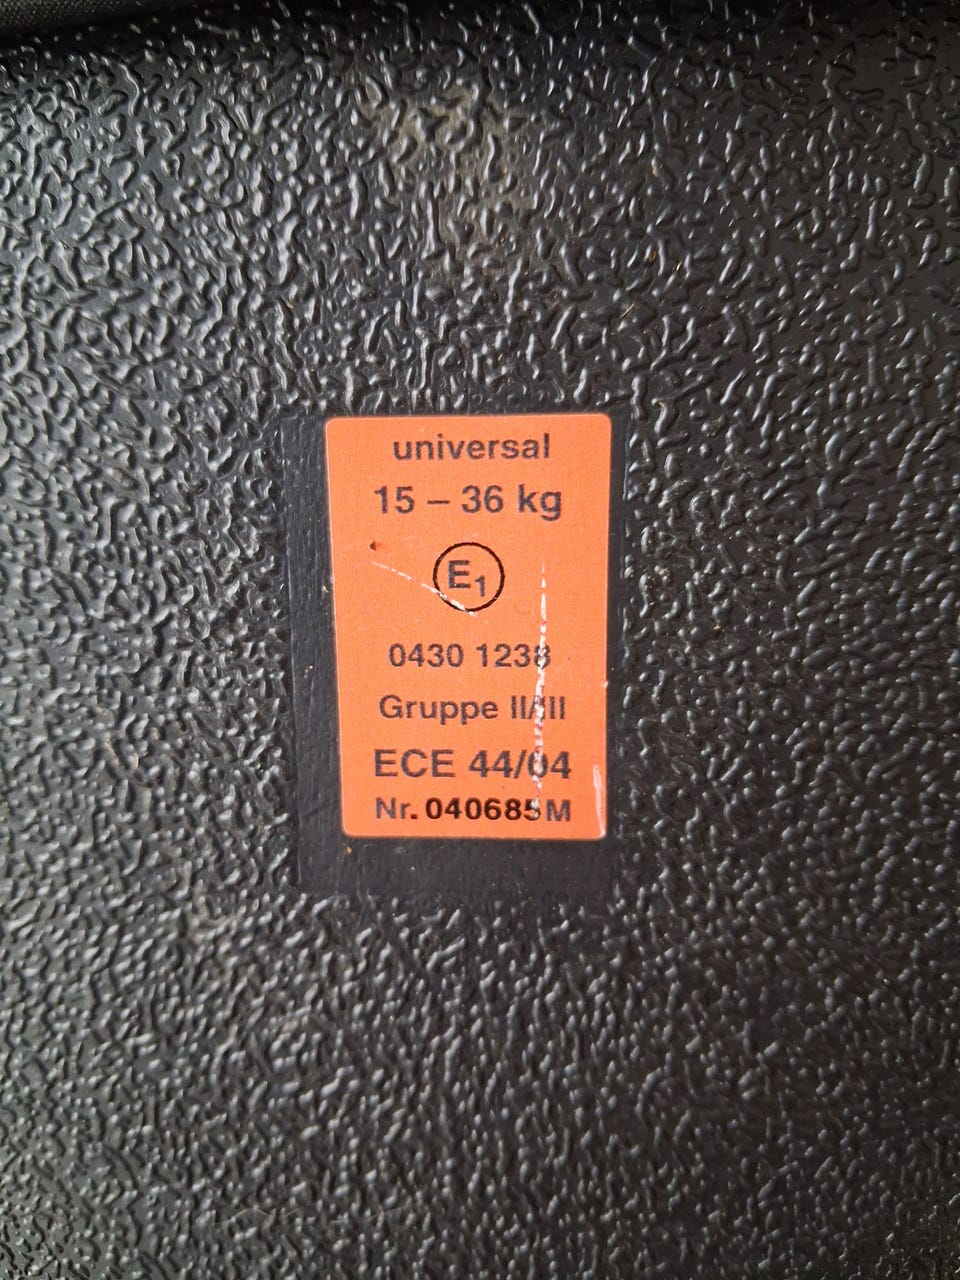 universal
15 – 36 kg
E1
0430 1238
Gruppe II/III
ECE 44/04
Nr. 040685M